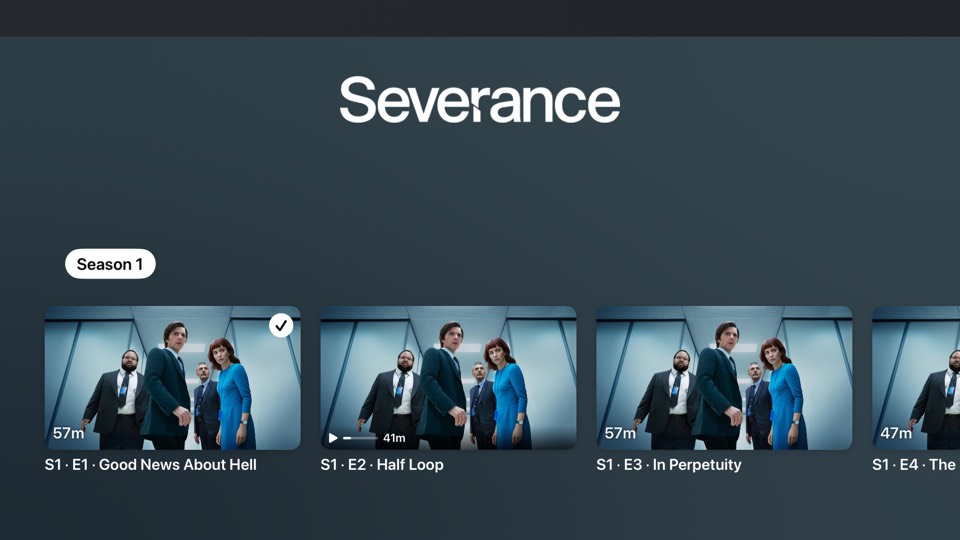 Severance
Season 1
57m
41m
57m
47m
S1 · E1 · Good News About Hell
S1 · E2 · Half Loop
S1 · E3 · In Perpetuity
S1 · E4 · The